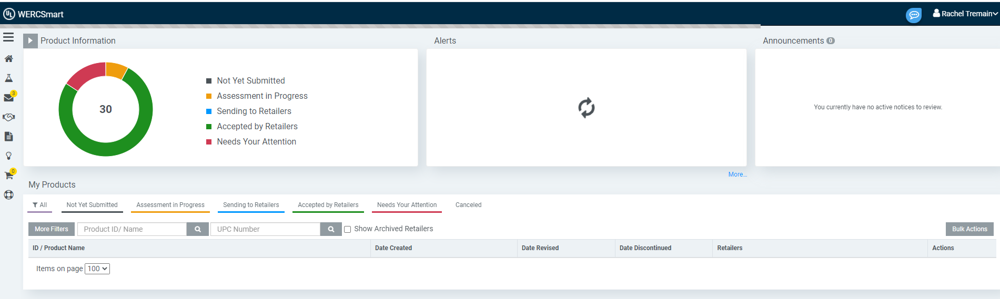 UL WERCSmart
Rachel Tremain
Product Information
Alerts
Announcements 0
30
Not Yet Submitted
Assessment in Progress
Sending to Retailers
Accepted by Retailers
Needs Your Attention
You currently have no active notices to review.
3
0
More...
My Products
All Not Yet Submitted Assessment in Progress Sending to Retailers Accepted by Retailers Needs Your Attention Canceled
More Filters Product ID/ Name UPC Number Show Archived Retailers Bulk Actions
ID / Product Name Date Created Date Revised Date Discontinued Retailers Actions
Items on page 100